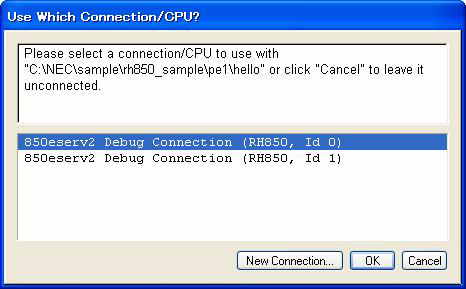 Use Which Connection/CPU?
Please select a connection/CPU to use with
"C:\NEC\sample\rh850_sample\pe1\hello" or click "Cancel" to leave it
unconnected.
850eserv2 Debug Connection (RH850, Id 0)
850eserv2 Debug Connection (RH850, Id 1)
New Connection... OK Cancel